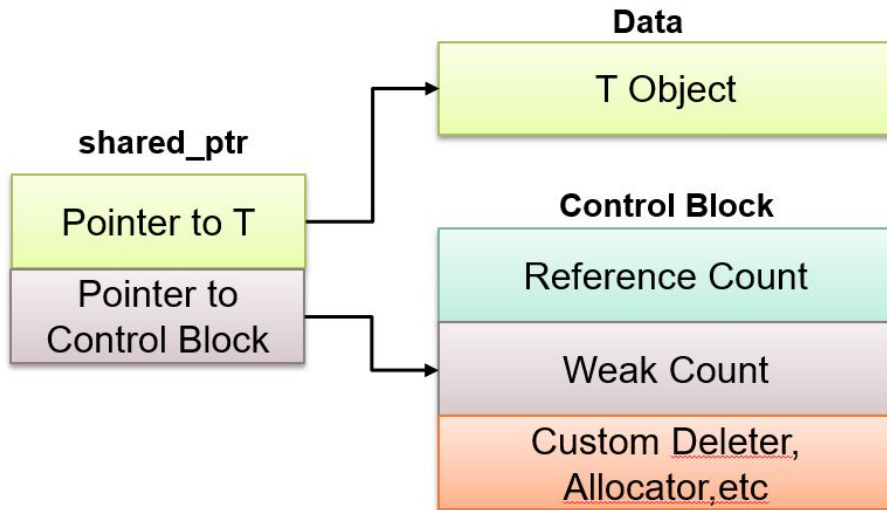 shared_ptr
Pointer to T
Pointer to
Control Block
Data
T Object
Control Block
Reference Count
Weak Count
Custom Deleter,
Allocator,etc